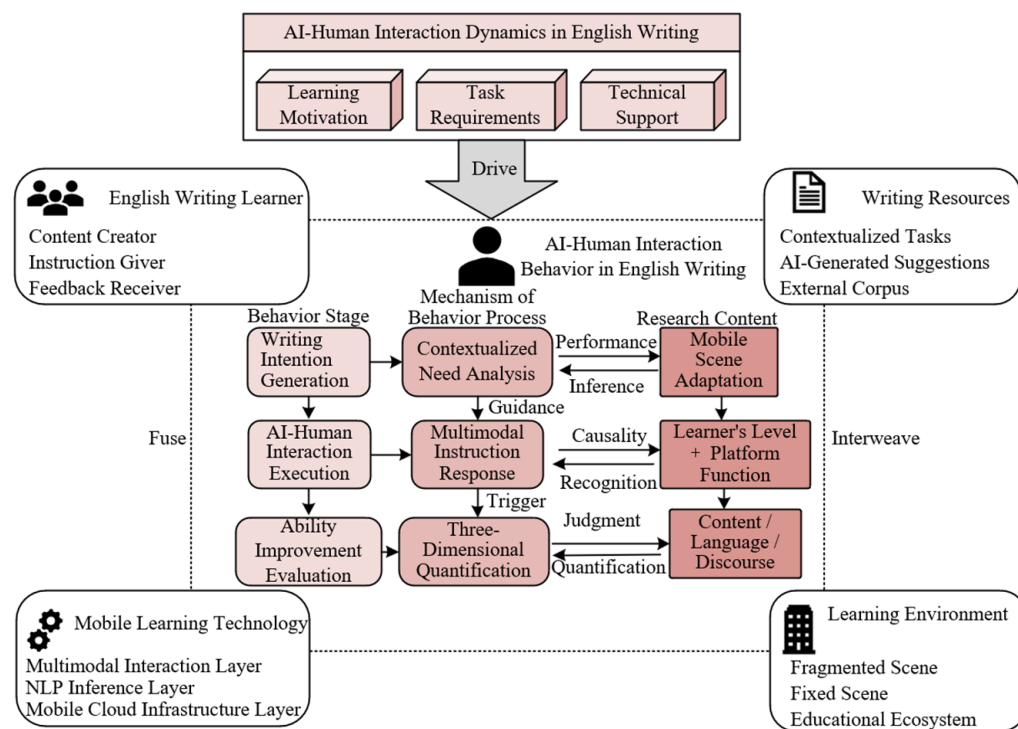 AI-Human Interaction Dynamics in English Writing
Learning
Motivation
Task
Requirements
Technical
Support
Drive
English Writing Learner
Content Creator
Instruction Giver
Feedback Receiver
Writing Resources
Contextualized Tasks
AI-Generated Suggestions
External Corpus
AI-Human Interaction
Behavior in English Writing
Behavior Stage
Mechanism of
Behavior Process
Research Content
Writing
Intention
Generation
Contextualized
Need Analysis
Performance
Inference
Mobile
Scene
Adaptation
Guidance
Fuse
Interweave
AI-Human
Interaction
Execution
Multimodal
Instruction
Response
Causality
Recognition
Learner's Level
+ Platform
Function
Trigger
Ability
Improvement
Evaluation
Three-
Dimensional
Quantification
Judgment
Quantification
Content /
Language /
Discourse
Mobile Learning Technology
Multimodal Interaction Layer
NLP Inference Layer
Mobile Cloud Infrastructure Layer
Learning Environment
Fragmented Scene
Fixed Scene
Educational Ecosystem